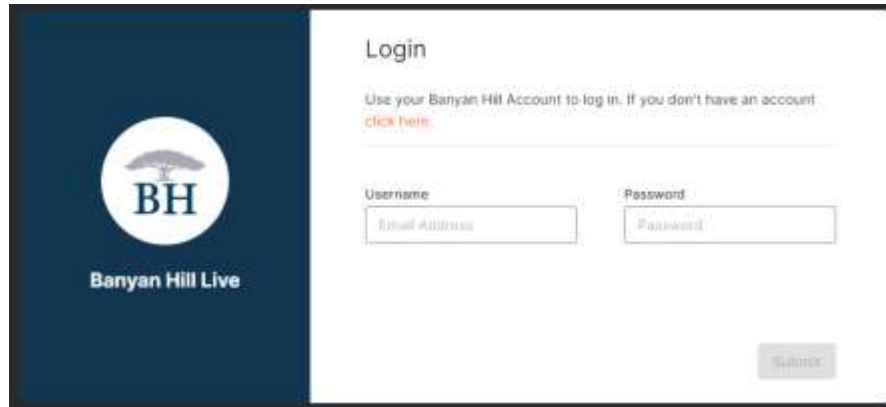 BH
Banyan Hill Live
Login
Use your Banyan Hill Account to log in. If you don't have an account
click here.
Username
Password
Email Address
Password
Submit